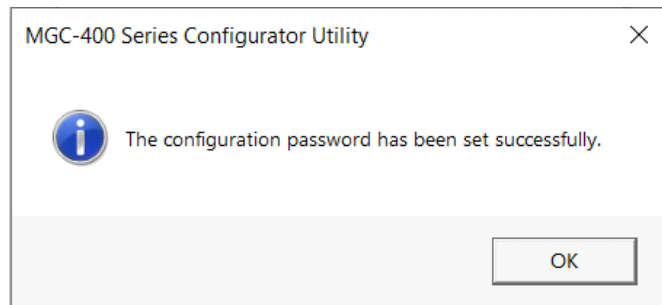 MGC-400 Series Configurator Utility
The configuration password has been set successfully.
OK